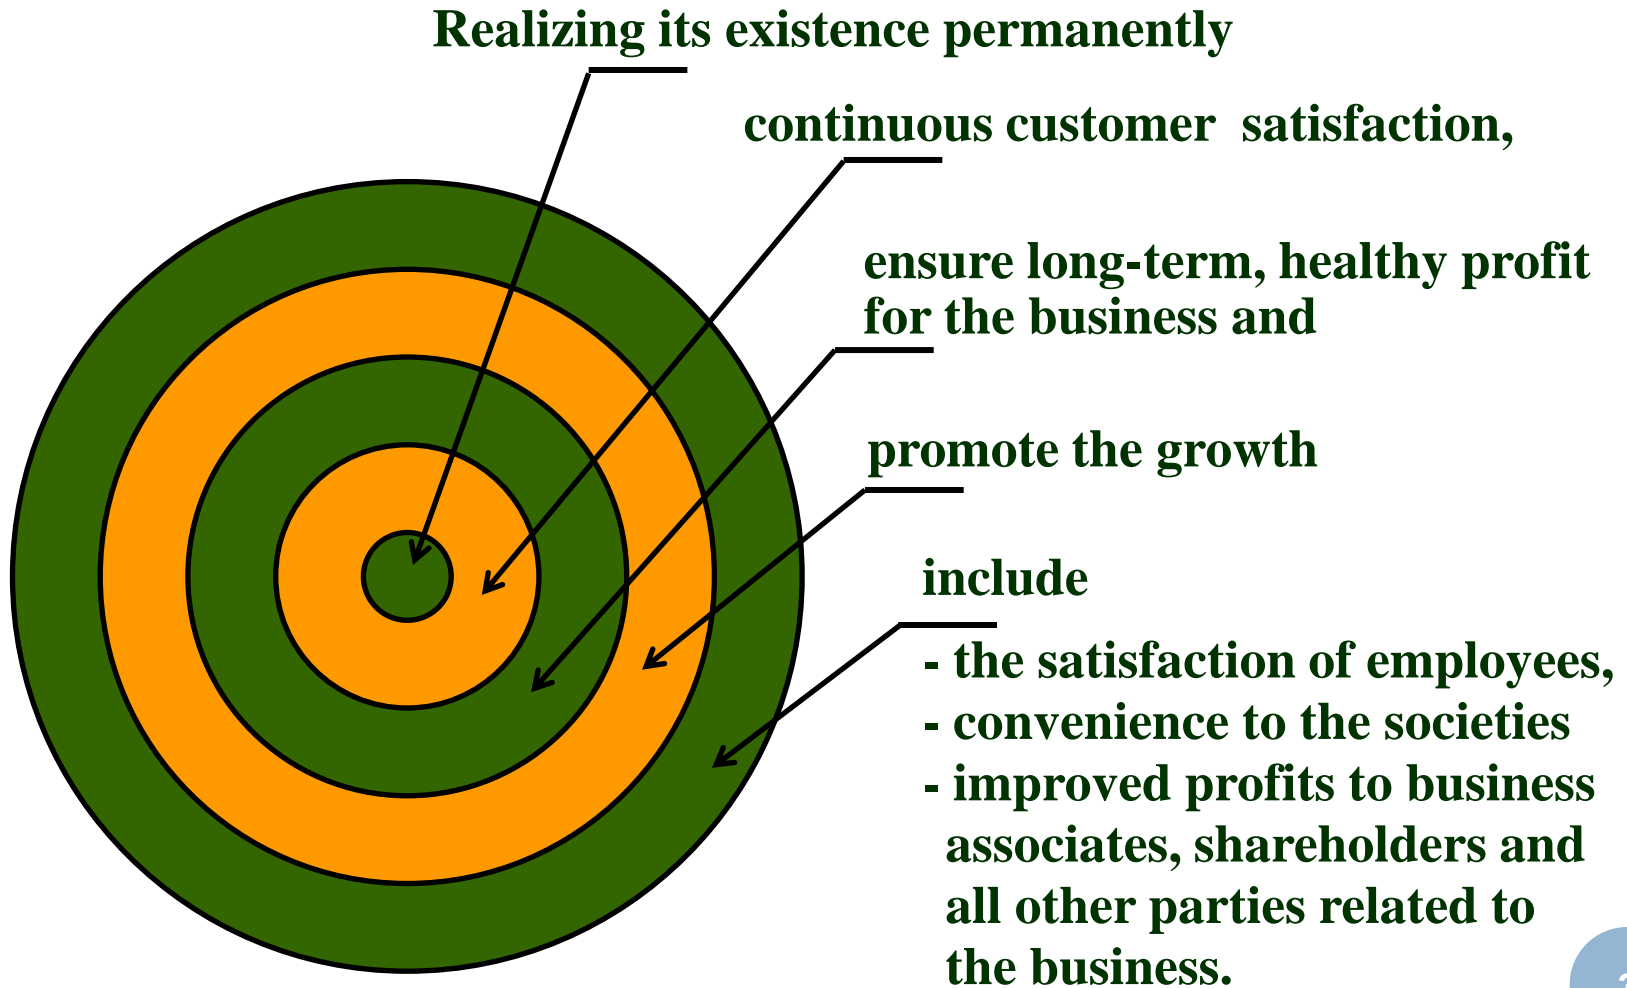 Realizing its existence permanently
continuous customer satisfaction,
ensure long-term, healthy profit
for the business and
promote the growth
include
- the satisfaction of employees,
- convenience to the societies
- improved profits to business
associates, shareholders and
all other parties related to
the business.